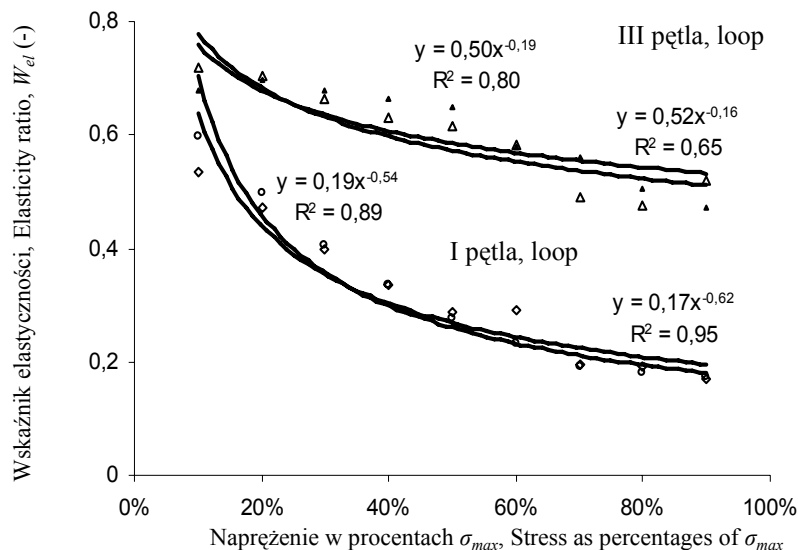 Wskaźnik elastyczności, Elasticity ratio, W_el (-)
0,8
0,6
0,4
0,2
0
III pętla, loop
y = 0,50x^-0,19
R² = 0,80
y = 0,52x^-0,16
R² = 0,65
y = 0,19x^-0,54
R² = 0,89
I pętla, loop
y = 0,17x^-0,62
R² = 0,95
0% 20% 40% 60% 80% 100%
Naprężenie w procentach σmax, Stress as percentages of σmax